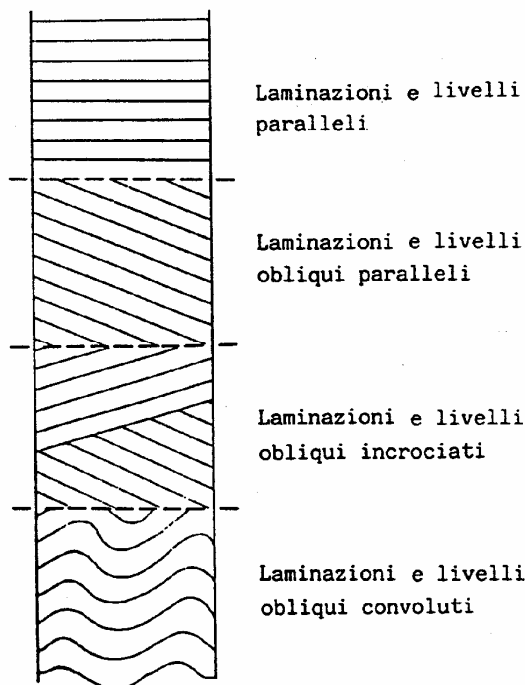 Laminazioni e livelli
paralleli
Laminazioni e livelli
obliqui paralleli
Laminazioni e livelli
obliqui incrociati
Laminazioni e livelli
obliqui convoluti